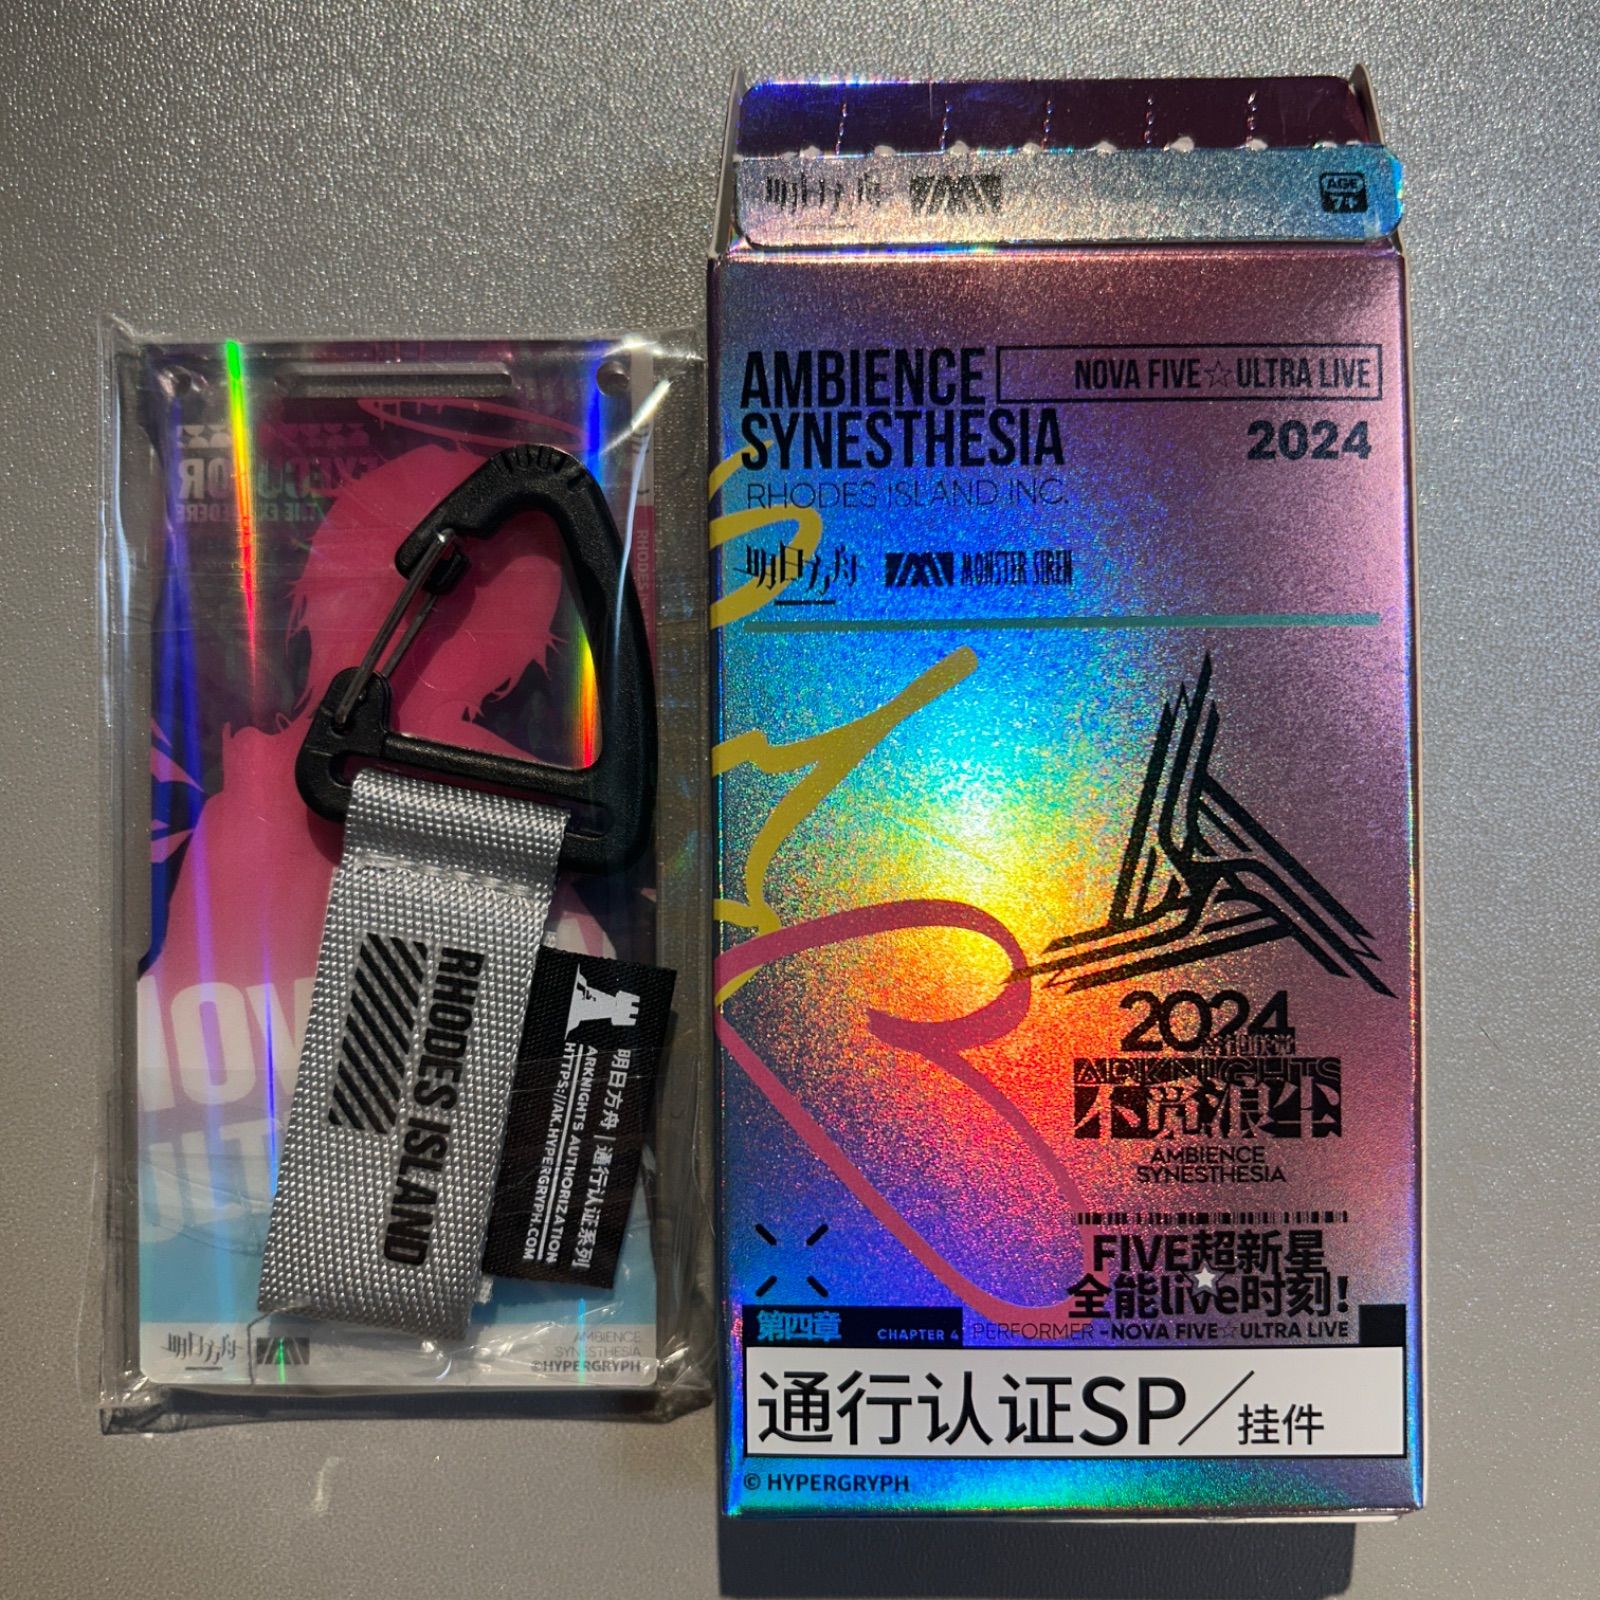 明日方舟
AGE
7+
AMBIENCE
SYNESTHESIA
NOVA FIVE☆ULTRA LIVE
2024
RHODES ISLAND INC.
明日方舟
MONSTER SIREN
2024
ARKNIGHTS
AMBIENCE
SYNESTHESIA
FIVE超新星
全能live时刻!
第四章
CHAPTER 4
PERFORMER -NOVA FIVE☆ULTRA LIVE
通行认证SP/挂件
© HYPERGRYPH
EXECUTOR
RHODES ISLAND
明日方舟|通行认证系列
ARKNIGHTS AUTHORIZATION
HTTPS://AK.HYPERGRYPH.COM
明日方舟
AMBIENCE
SYNESTHESIA
©HYPERGRYPH